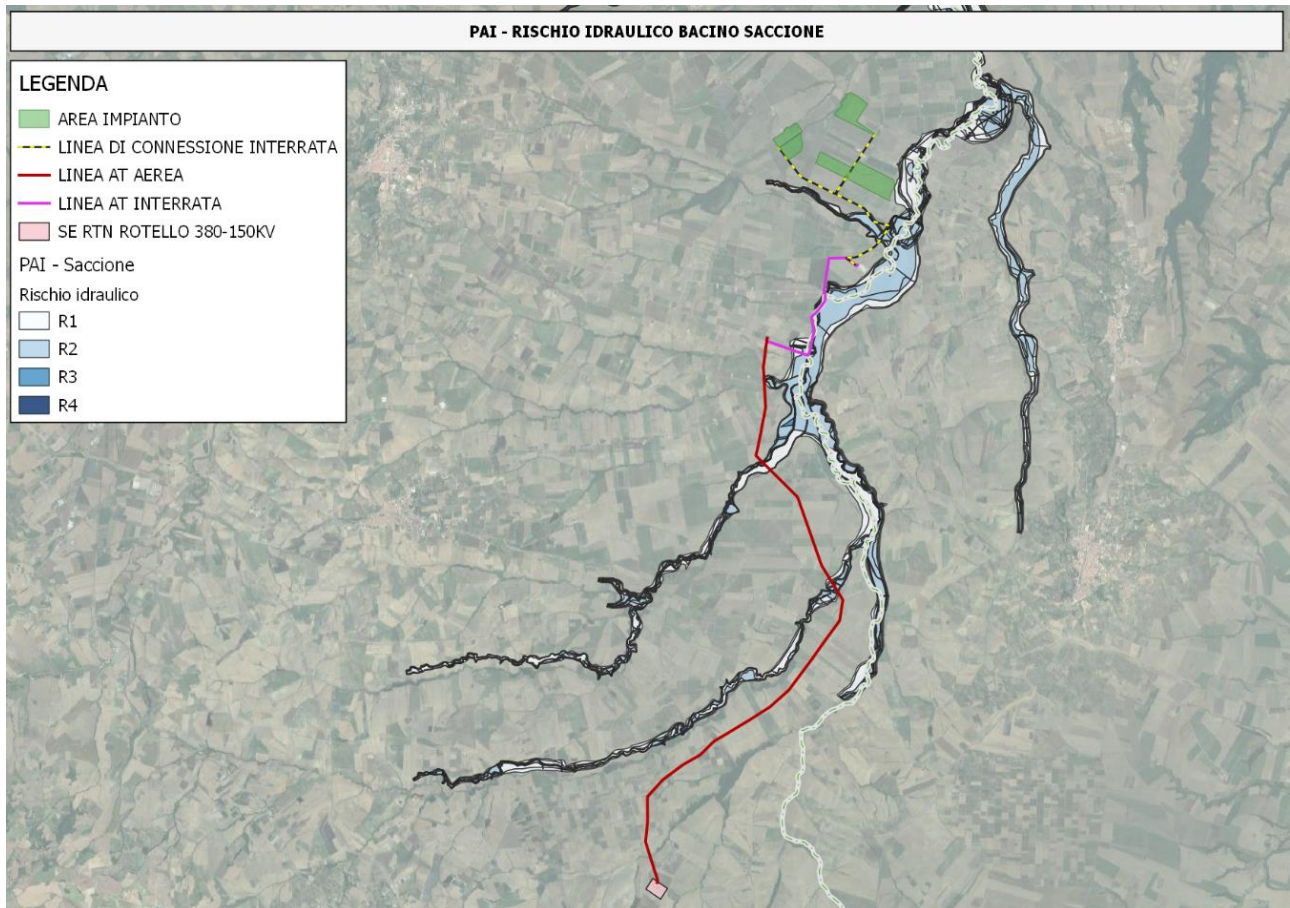 PAI - RISCHIO IDRAULICO BACINO SACCIONE
LEGENDA
AREA IMPIANTO
LINEA DI CONNESSIONE INTERRATA
LINEA AT AEREA
LINEA AT INTERRATA
SE RTN ROTELLO 380-150KV
PAI - Saccione
Rischio idraulico
R1
R2
R3
R4